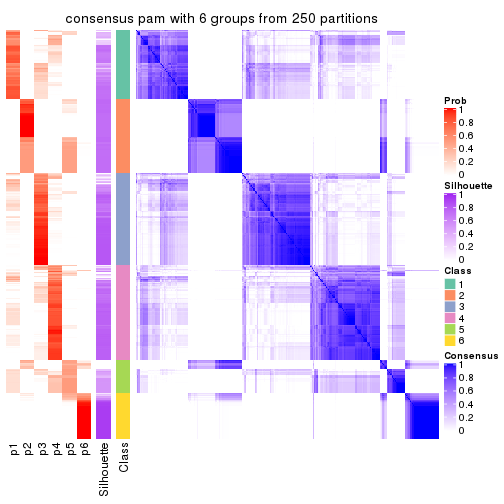 consensus pam with 6 groups from 250 partitions
Prob
1
0.8
0.6
0.4
0.2
0
Silhouette
1
0.8
0.6
0.4
0.2
0
Class
1
2
3
4
5
6
Consensus
1
0.8
0.6
0.4
0.2
0
p1
p2
p3
p4
p5
p6
Silhouette
Class